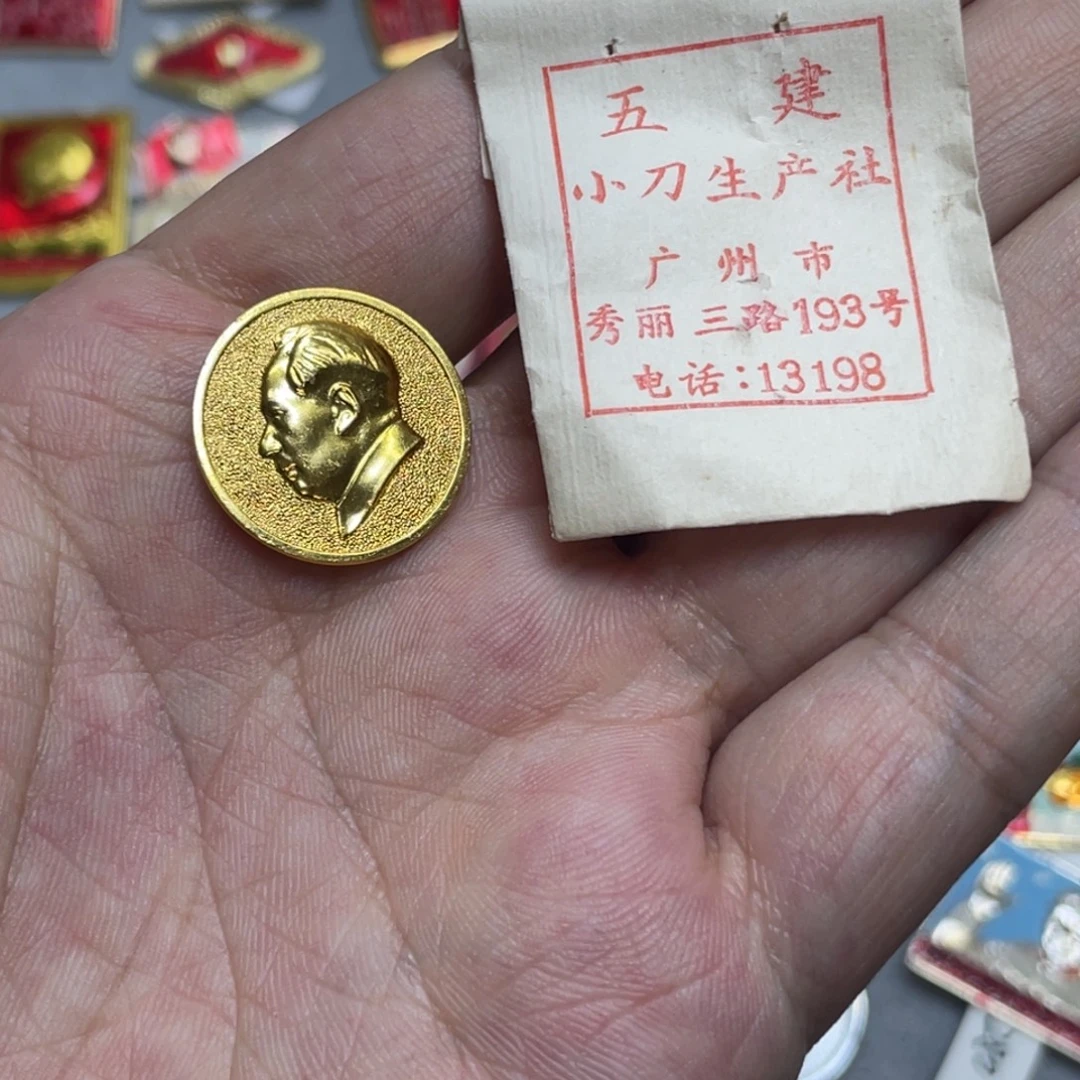 五 建
小刀生产社
广州市
秀丽三路193号
电话:13198